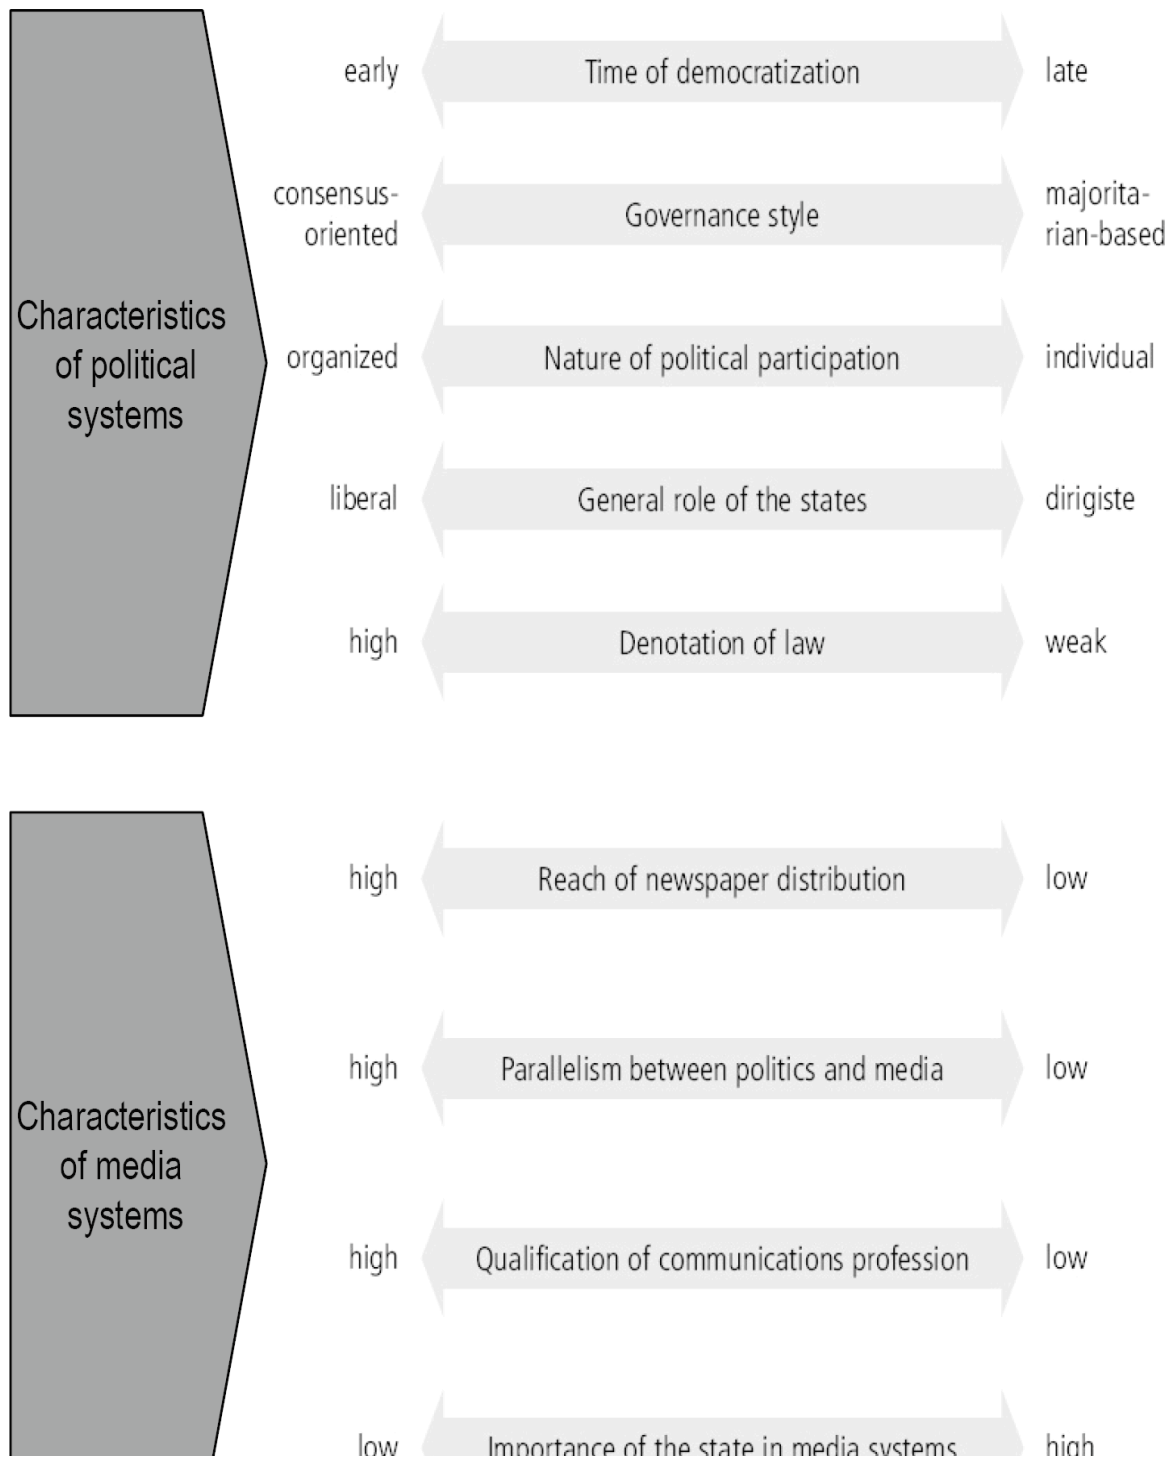 Characteristics
of political
systems
early
Time of democratization
late
consensus-
oriented
Governance style
majorita-
rian-based
organized
Nature of political participation
individual
liberal
General role of the states
dirigiste
high
Denotation of law
weak
Characteristics
of media
systems
high
Reach of newspaper distribution
low
high
Parallelism between politics and media
low
high
Qualification of communications profession
low
low
Importance of the state in media systems
high